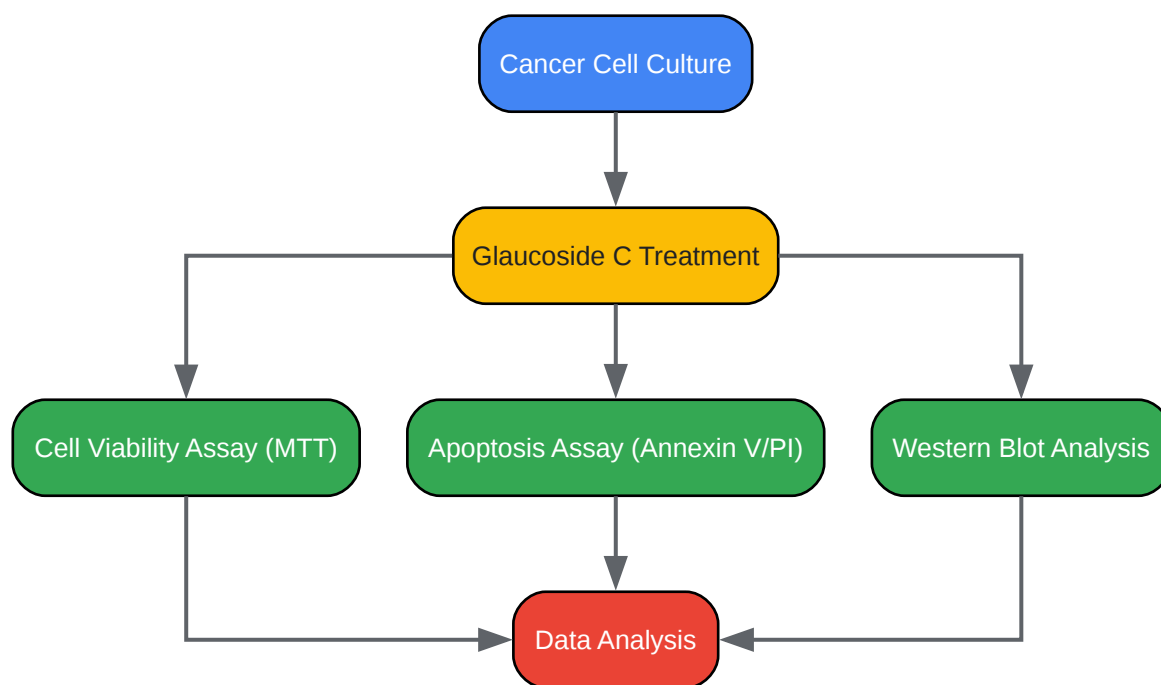 Cancer Cell Culture
Glaucoside C Treatment
Cell Viability Assay (MTT)
Apoptosis Assay (Annexin V/PI)
Western Blot Analysis
Data Analysis